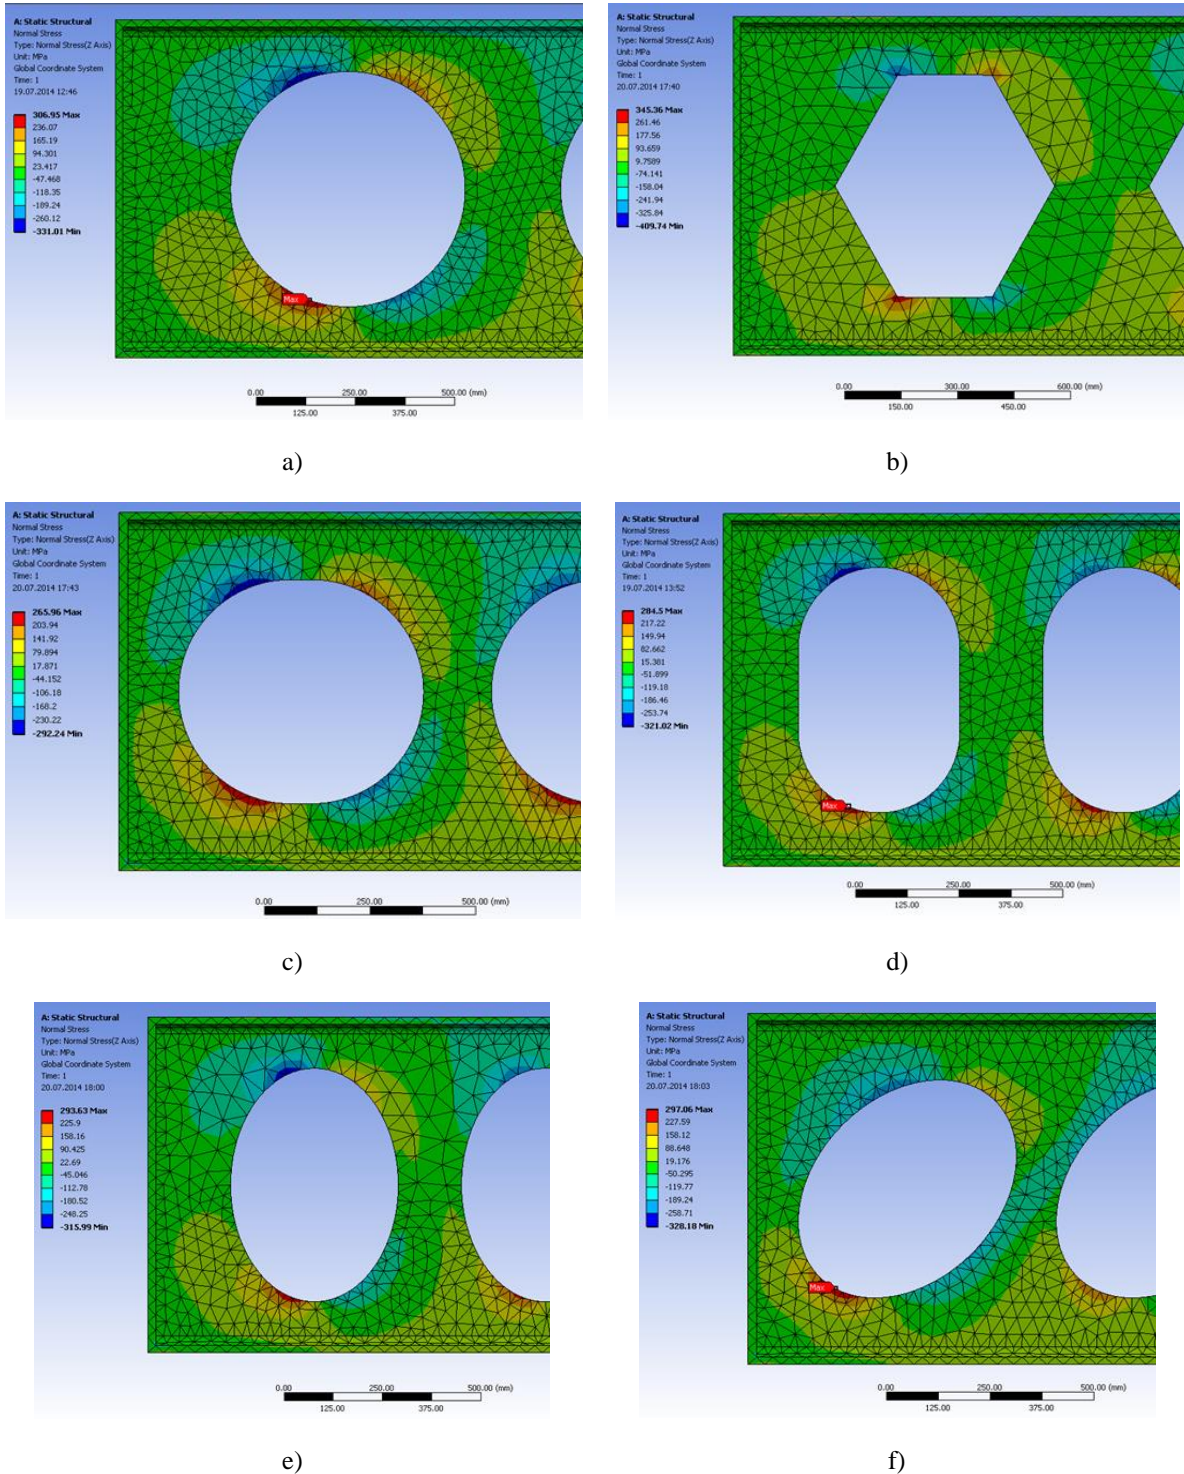 A: Static Structural
Normal Stress
Type: Normal Stress(Z Axis)
Unit: MPa
Global Coordinate System
Time: 1
19.07.2014 12:46
306.95 Max
236.07
165.19
94.301
23.417
-47.468
-118.35
-189.24
-260.12
-331.01 Min
Max
0.00 250.00 500.00 (mm)
125.00 375.00
a)
A: Static Structural
Normal Stress
Type: Normal Stress(Z Axis)
Unit: MPa
Global Coordinate System
Time: 1
20.07.2014 17:40
345.36 Max
261.46
177.56
93.659
9.7589
-74.141
-158.04
-241.94
-325.84
-409.74 Min
0.00 300.00 600.00 (mm)
150.00 450.00
b)
A: Static Structural
Normal Stress
Type: Normal Stress(Z Axis)
Unit: MPa
Global Coordinate System
Time: 1
20.07.2014 17:43
265.96 Max
203.94
141.92
79.894
17.871
-44.152
-106.18
-168.2
-230.22
-292.24 Min
0.00 250.00 500.00 (mm)
c)
A: Static Structural
Normal Stress
Type: Normal Stress(Z Axis)
Unit: MPa
Global Coordinate System
Time: 1
19.07.2014 13:52
284.5 Max
217.22
149.94
82.662
15.381
-51.899
-119.18
-186.46
-253.74
-321.02 Min
Max
0.00 250.00 500.00 (mm)
125.00 375.00
d)
A: Static Structural
Normal Stress
Type: Normal Stress(Z Axis)
Unit: MPa
Global Coordinate System
Time: 1
20.07.2014 18:00
293.63 Max
225.9
158.16
90.425
22.69
-45.046
-112.78
-180.52
-248.25
-315.99 Min
0.00 250.00 500.00 (mm)
125.00 375.00
e)
A: Static Structural
Normal Stress
Type: Normal Stress(Z Axis)
Unit: MPa
Global Coordinate System
Time: 1
20.07.2014 18:03
297.06 Max
227.59
158.12
88.648
19.176
-50.295
-119.77
-189.24
-258.71
-328.18 Min
Max
0.00 250.00 500.00 (mm)
125.00 375.00
f)